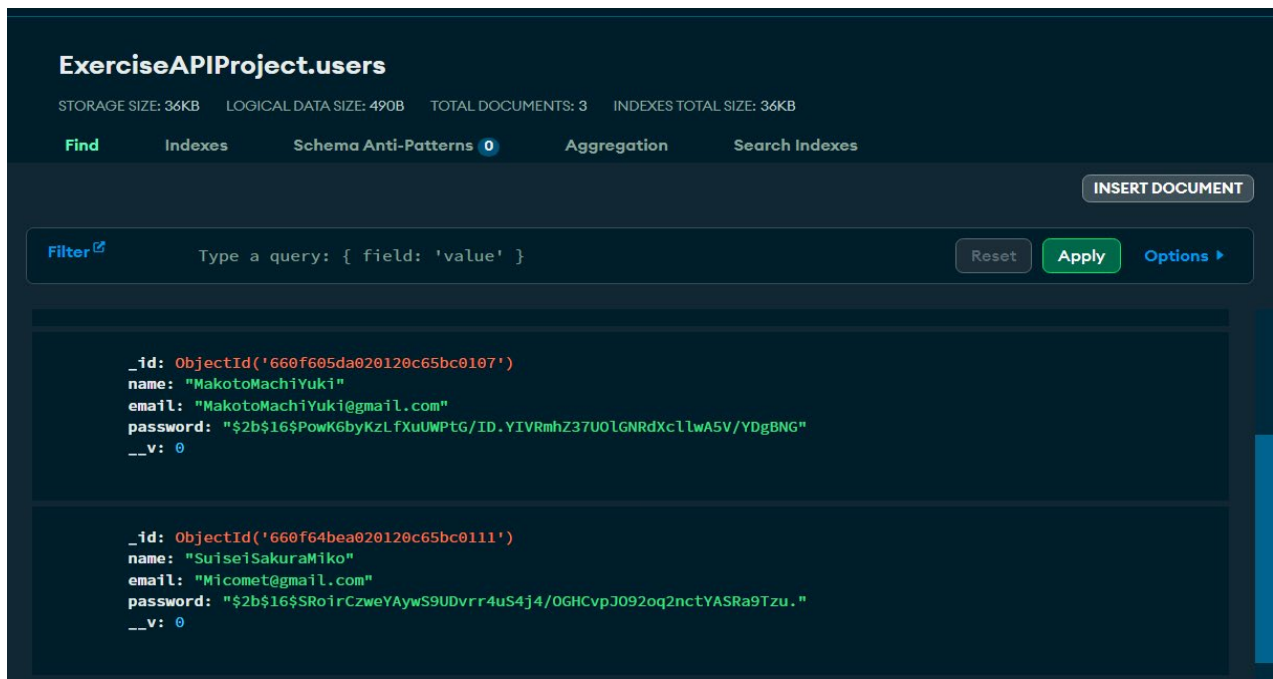 ExerciseAPIProject.users
STORAGE SIZE: 36KB LOGICAL DATA SIZE: 490B TOTAL DOCUMENTS: 3 INDEXES TOTAL SIZE: 36KB
Find Indexes Schema Anti-Patterns 0 Aggregation Search Indexes
INSERT DOCUMENT
Filter Type a query: { field: 'value' } Reset Apply Options
_id: ObjectId('660f605da020120c65bc0107')
name: "MakotoMachiYuki"
email: "MakotoMachiYuki@gmail.com"
password: "$2b$16$PowK6byKzLfXuUWPtG/ID.YIVRmhZ37UOlGNRdXcllwA5V/YDgBNG"
__v: 0
_id: ObjectId('660f64bea020120c65bc0111')
name: "SuiseiSakuraMiko"
email: "Micomet@gmail.com"
password: "$2b$16$SRoirCzweYAywS9UDvrr4uS4j4/OGHCvpJO92oq2nctYASRa9Tzu."
__v: 0